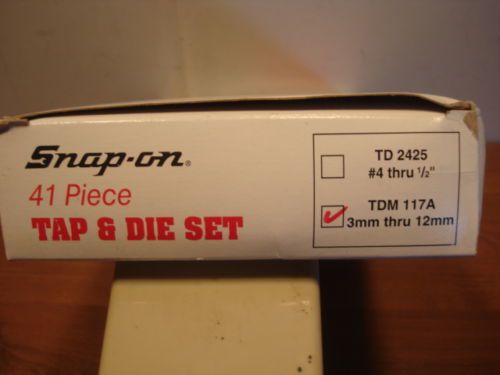 Snap-on®
41 Piece
TAP & DIE SET
TD 2425
#4 thru 1/2"
TDM 117A
3mm thru 12mm